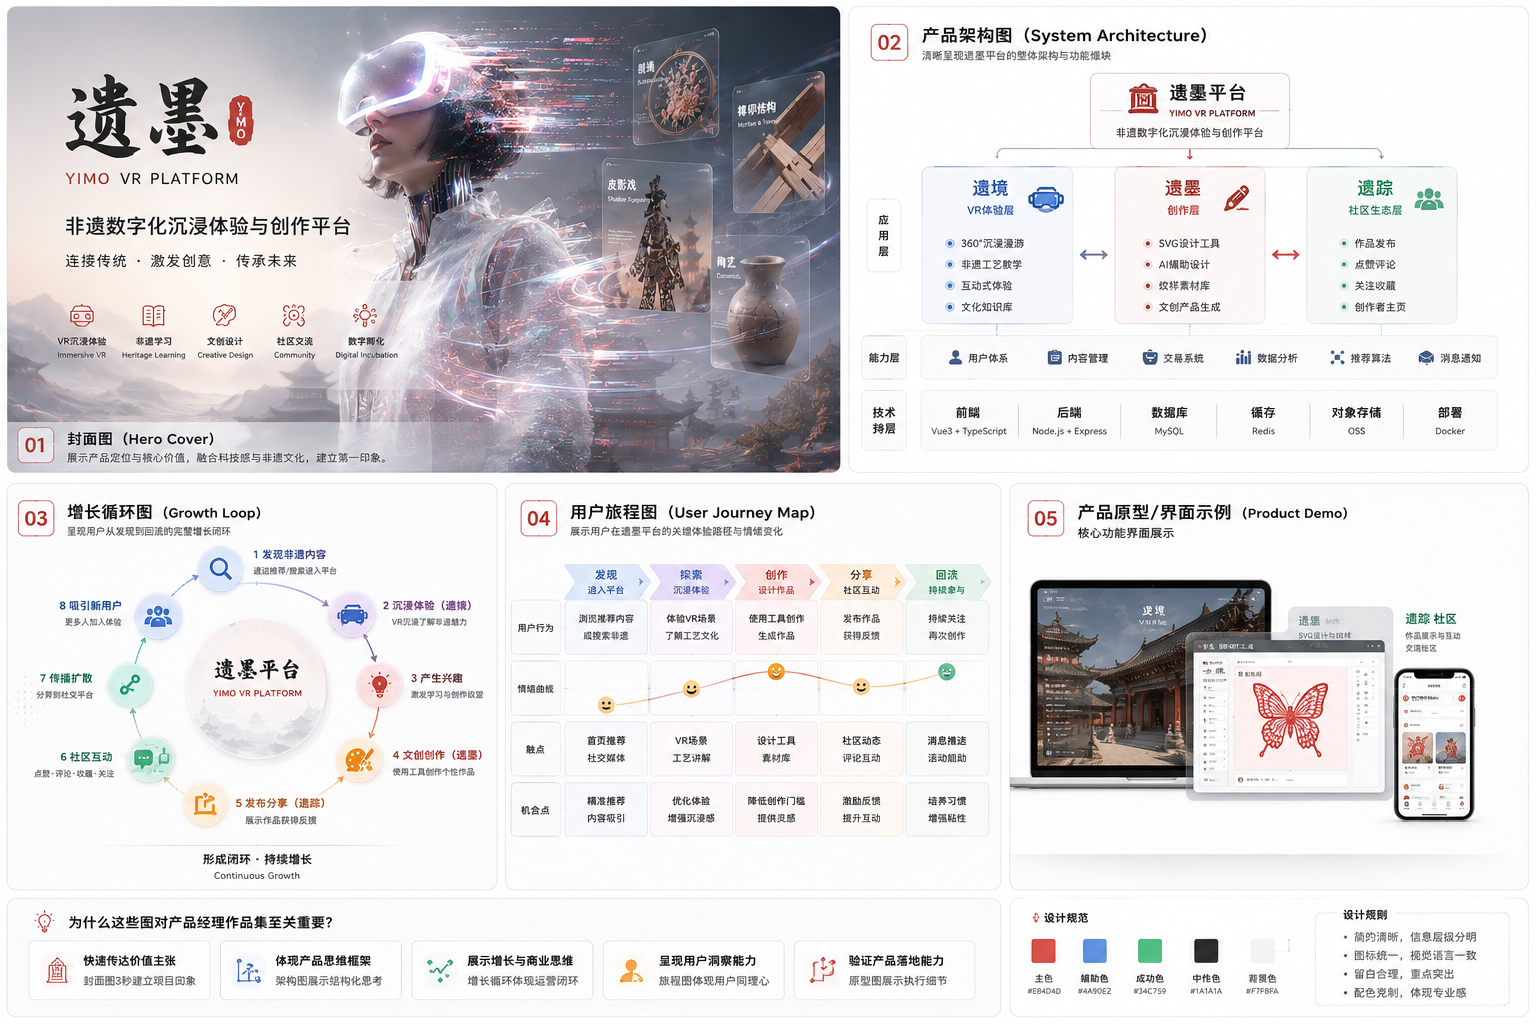 遗墨
YIMO
YIMO VR PLATFORM
非遗数字化沉浸体验与创作平台
连接传统 · 激发创意 · 传承未来
VR沉浸体验
Immersive VR
非遗学习
Heritage Learning
文创设计
Creative Design
社区交流
Community
数字孵化
Digital Incubation
皮影戏
01
封面图（Hero Cover）
展示产品定位与核心价值，融合科技感与非遗文化，建立第一印象。
02
产品架构图（System Architecture）
清晰呈现遗墨平台的整体架构与功能模块
遗墨平台
YIMO VR PLATFORM
非遗数字化沉浸体验与创作平台
应用层
遗境
VR体验层
360°沉浸漫游
非遗工艺教学
互动式体验
文化知识库
遗墨
创作层
SVG设计工具
AI辅助设计
纹样素材库
文创产品生成
遗踪
社区生态层
作品发布
点赞评论
关注收藏
创作者主页
能力层
用户体系
内容管理
交易系统
数据分析
推荐算法
消息通知
技术
持层
前端
Vue3 + TypeScript
后端
Node.js + Express
数据库
MySQL
缓存
Redis
对象存储
OSS
部署
Docker
03
增长循环图（Growth Loop）
呈现用户从发现到回流的完整增长闭环
1 发现非遗内容
通过推荐/搜索进入平台
2 沉浸体验（遗境）
VR沉浸了解非遗魅力
3 产生兴趣
激发学习与创作欲望
4 文创创作（遗墨）
使用工具创作个性作品
5 发布分享（遗踪）
展示作品获得反馈
6 社区互动
点赞·评论·收藏·关注
7 传播扩散
分享到社交平台
8 吸引新用户
更多人加入体验
遗墨平台
YIMO VR PLATFORM
形成闭环 · 持续增长
Continuous Growth
04
用户旅程图（User Journey Map）
展示用户在遗墨平台的关键体验路径与情绪变化
发现
进入平台
探索
沉浸体验
创作
设计作品
分享
社区互动
回流
持续参与
用户行为
浏览推荐内容
或搜索非遗
体验VR场景
了解工艺文化
使用工具创作
生成作品
发布作品
获得反馈
持续关注
再次创作
情绪曲线
触点
首页推荐
社交媒体
VR场景
工艺讲解
设计工具
素材库
社区动态
评论互动
消息推送
活动
机会点
精准推荐
内容吸引
优化体验
增强沉浸感
降低创作门槛
提供灵感
激励反馈
提升互动
培养习惯
增强粘性
05
产品原型/界面示例（Product Demo）
核心功能界面展示
遗境
遗墨
遗踪 社区
作品展示与互动
交流社区
为什么这些图对产品经理作品集至关重要？
快速传达价值主张
封面图3秒建立项目印象
体现产品思维框架
架构图展示结构化思考
展示增长与商业思维
增长循环体现运营闭环
呈现用户洞察能力
旅程图体现用户同理心
验证产品落地能力
原型图展示执行细节
设计规范
主色
#EB4D4D
辅助色
#4A90E2
成功色
#34C759
中性色
#1A1A1A
背景色
#F7F8FA
设计规则
• 简约清晰，信息层级分明
• 图标统一，视觉语言一致
• 留白合理，重点突出
• 配色克制，体现专业感